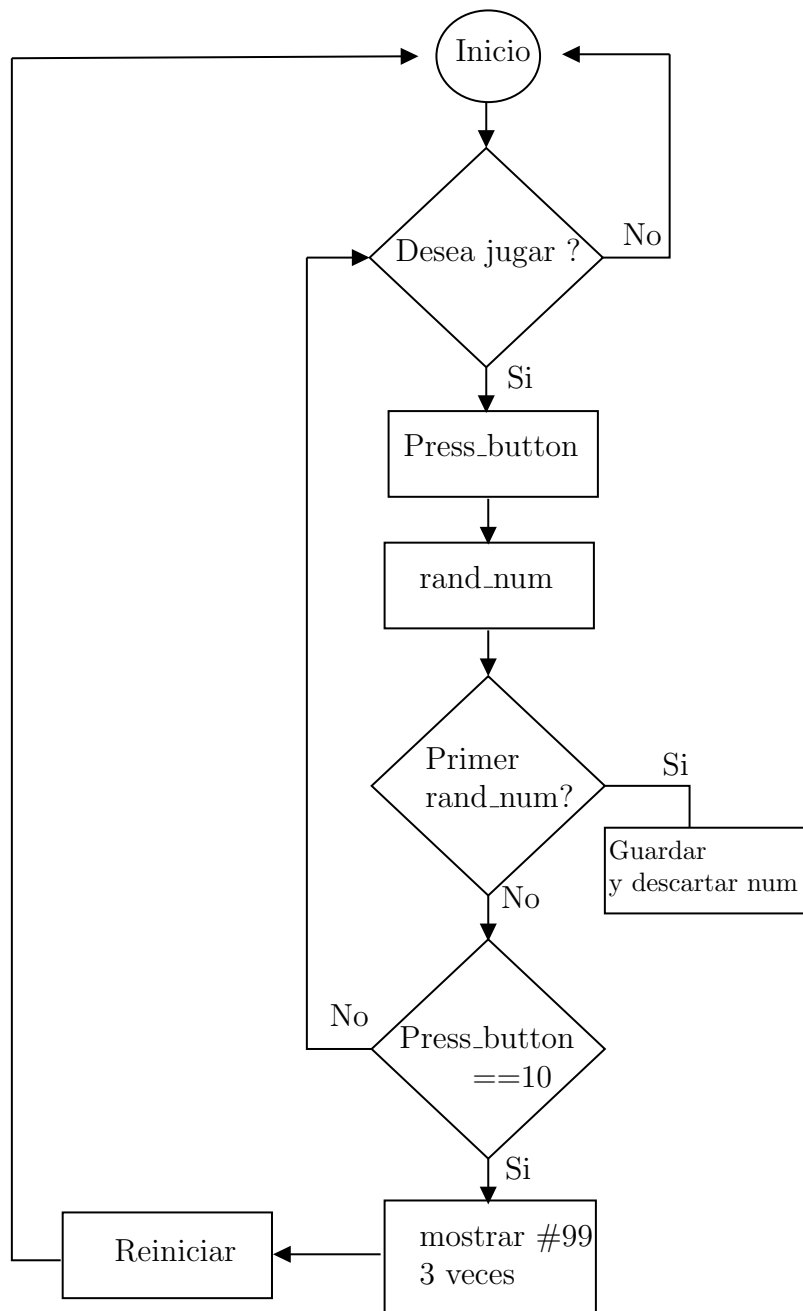 Inicio
Desea jugar ?
No
Si
Press_button
rand_num
Primer
rand_num?
Si
Guardar
y descartar num
No
Press_button
==10
No
Si
mostrar #99
3 veces
Reiniciar